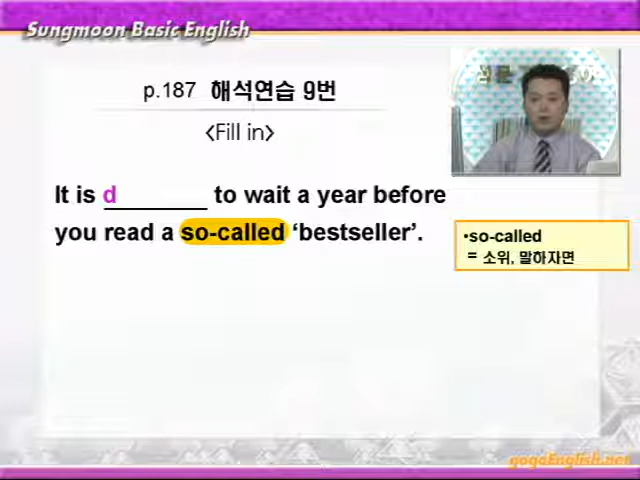 Sungmoon Basic English
p.187 해석연습 9번
<Fill in>
It is d________ to wait a year before
you read a so-called ‘bestseller’.
•so-called
= 소위, 말하자면
gogoEnglish.net